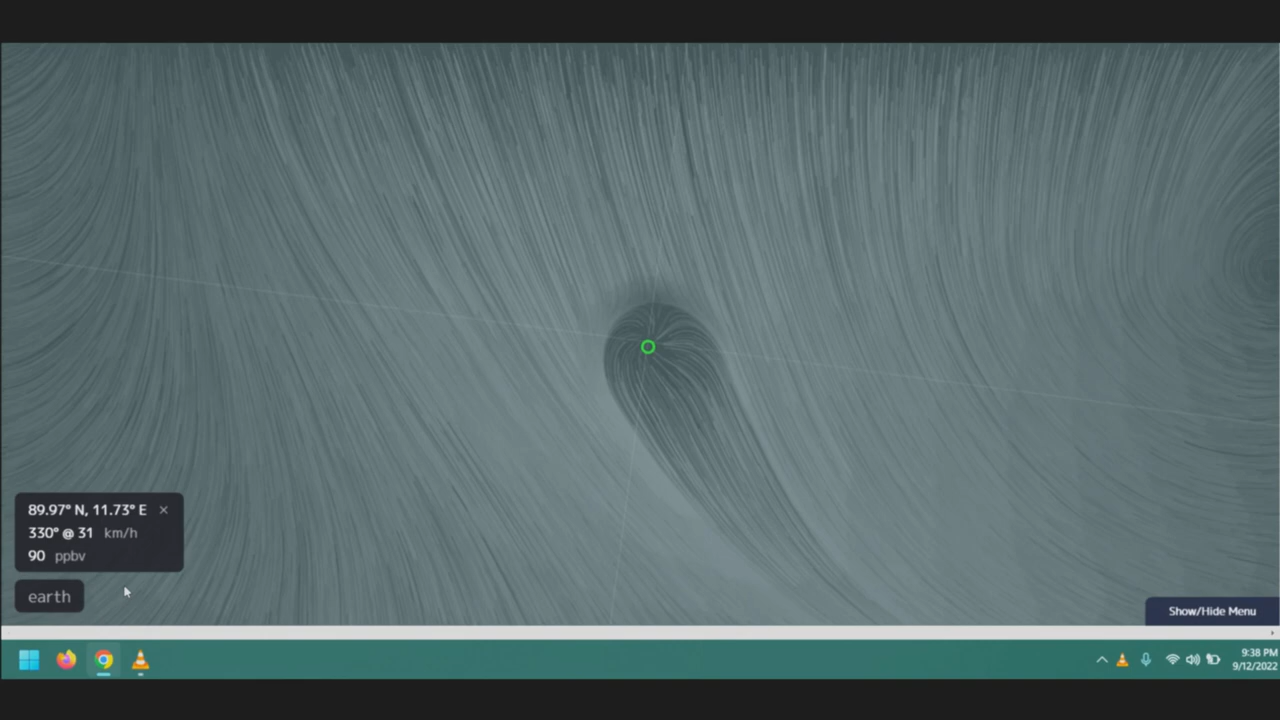 89.97° N, 11.73° E ×
330° @ 31 km/h
90 ppbv
earth
Show/Hide Menu
9:38 PM
9/12/2022